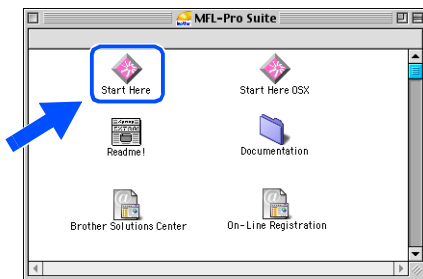 MFL-Pro Suite
Start Here
Start Here OSX
Readme!
Documentation
Brother Solutions Center
On-Line Registration